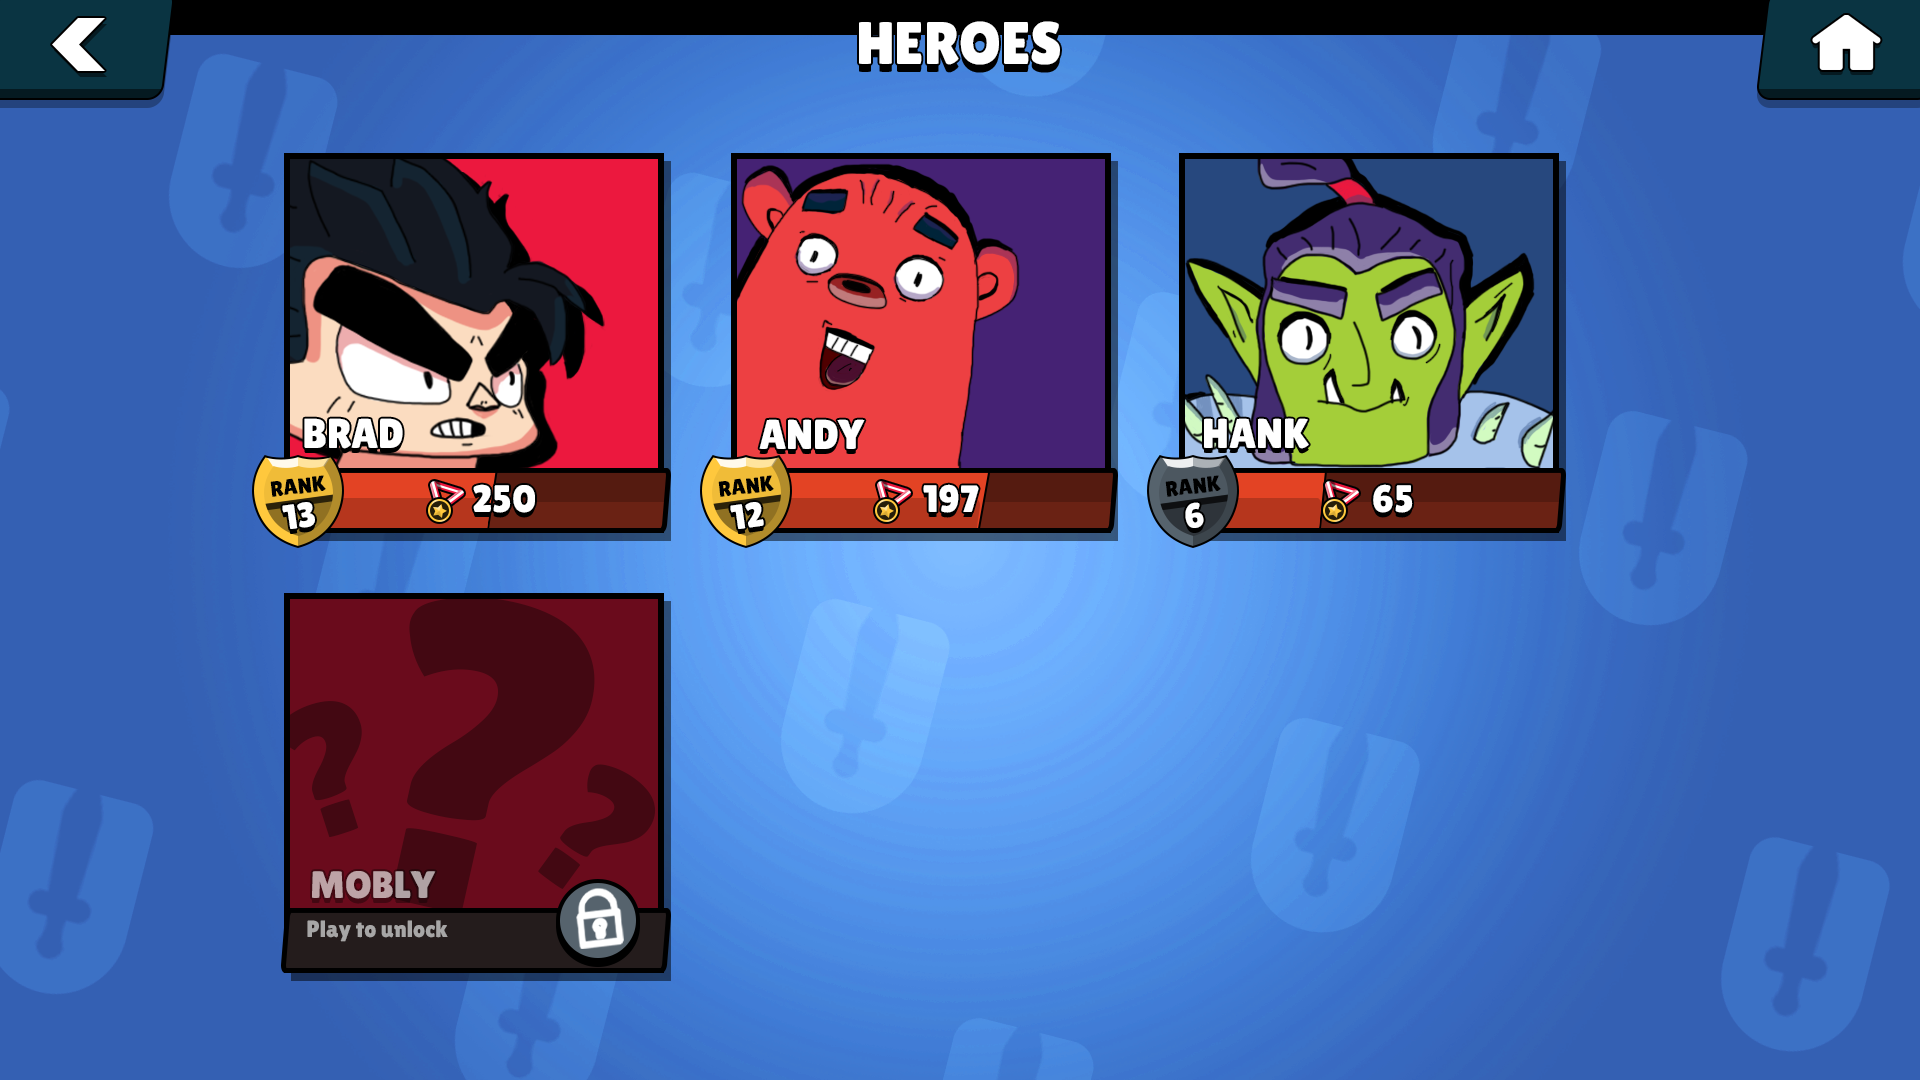 HEROES
BRAD
RANK
13
250
ANDY
RANK
12
197
HANK
RANK
6
65
MOBLY
Play to unlock